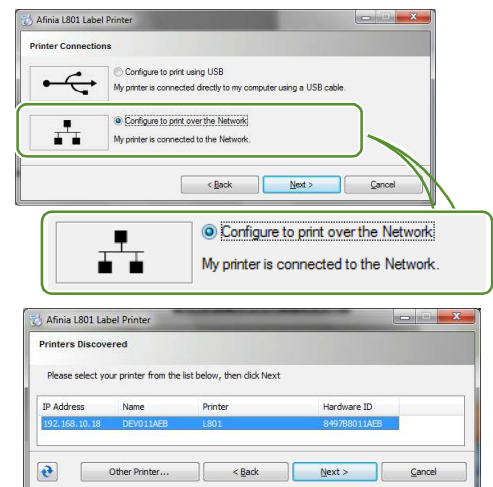 Afinia L801 Label Printer
Printer Connections
Configure to print using USB
My printer is connected directly to my computer using a USB cable.
Configure to print over the Network
My printer is connected to the Network.
< Back Next > Cancel
Configure to print over the Network
My printer is connected to the Network.
Afinia L801 Label Printer
Printers Discovered
Please select your printer from the list below, then click Next
IP Address Name Printer Hardware ID
192.168.10.18 DEV011AEB L801 8497B8011AEB
Other Printer... < Back Next > Cancel